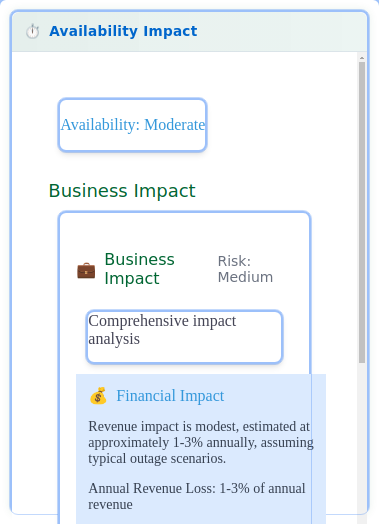 ⏱️ Availability Impact
Availability: Moderate
Business Impact
💼 Business Impact
Risk: Medium
Comprehensive impact
analysis
💰 Financial Impact
Revenue impact is modest, estimated at
approximately 1-3% annually, assuming
typical outage scenarios.
Annual Revenue Loss: 1-3% of annual
revenue